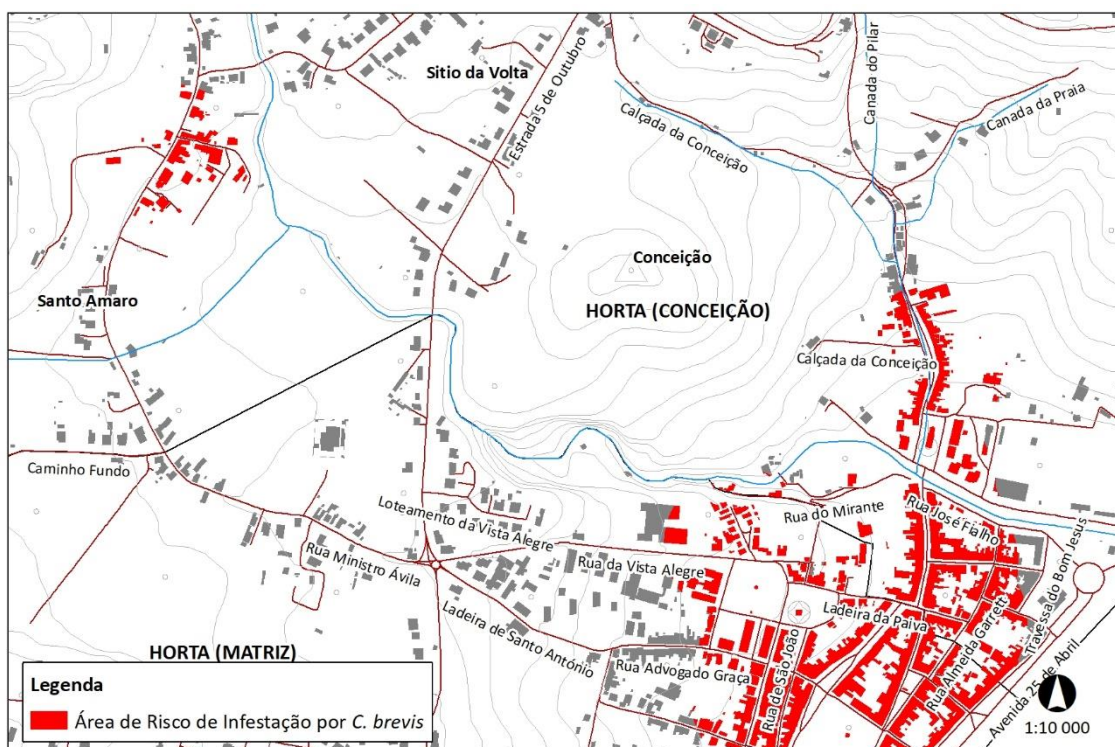 Sitio da Volta
Estrada 5 de Outubro
Calçada da Conceição
Canada do Pilar
Canada da Praia
Conceição
HORTA (CONCEIÇÃO)
Santo Amaro
Calçada da Conceição
Caminho Fundo
Loteamento da Vista Alegre
Rua Ministro Ávila
Rua da Vista Alegre
Rua do Mirante
Rua José Fialho
Travessa do Bom Jesus
Ladeira de Santo António
Ladeira da Paiva
Rua Almeida Garrett
HORTA (MATRIZ)
Rua Advogado Graça
Rua de São João
Avenida 25 de Abril
Legenda
Área de Risco de Infestação por C. brevis
1:10 000